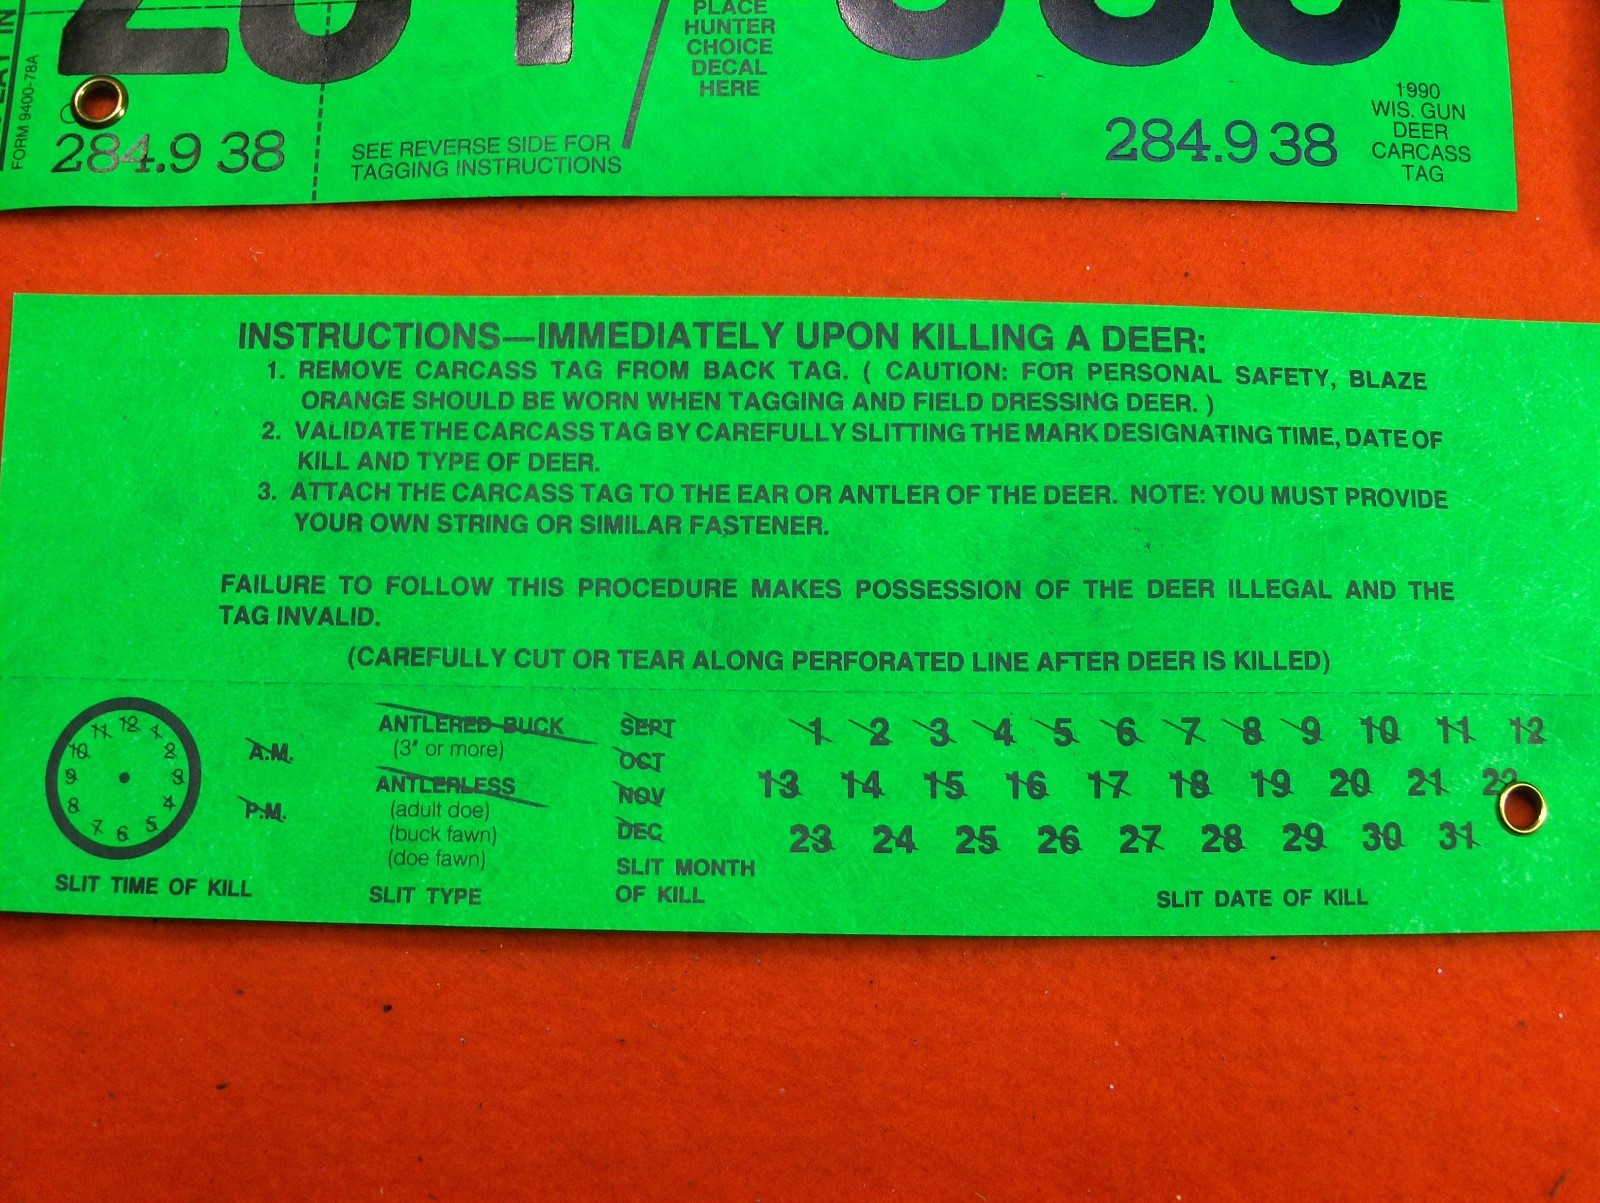 PLACE
HUNTER
CHOICE
DECAL
HERE
FORM 9400-78A
284.938
SEE REVERSE SIDE FOR
TAGGING INSTRUCTIONS
284.938
1990
WIS. GUN
DEER
CARCASS
TAG
INSTRUCTIONS—IMMEDIATELY UPON KILLING A DEER:
1. REMOVE CARCASS TAG FROM BACK TAG. ( CAUTION: FOR PERSONAL SAFETY, BLAZE
ORANGE SHOULD BE WORN WHEN TAGGING AND FIELD DRESSING DEER. )
2. VALIDATE THE CARCASS TAG BY CAREFULLY SLITTING THE MARK DESIGNATING TIME, DATE OF
KILL AND TYPE OF DEER.
3. ATTACH THE CARCASS TAG TO THE EAR OR ANTLER OF THE DEER. NOTE: YOU MUST PROVIDE
YOUR OWN STRING OR SIMILAR FASTENER.
FAILURE TO FOLLOW THIS PROCEDURE MAKES POSSESSION OF THE DEER ILLEGAL AND THE
TAG INVALID.
(CAREFULLY CUT OR TEAR ALONG PERFORATED LINE AFTER DEER IS KILLED)
12 1 2 3 4 5 6 7 8 9 10 11
A.M.
P.M.
SLIT TIME OF KILL
ANTLERED BUCK
(3" or more)
ANTLERLESS
(adult doe)
(buck fawn)
(doe fawn)
SLIT TYPE
SEPT
OCT
NOV
DEC
SLIT MONTH
OF KILL
1 2 3 4 5 6 7 8 9 10 11 12
13 14 15 16 17 18 19 20 21 22
23 24 25 26 27 28 29 30 31
SLIT DATE OF KILL